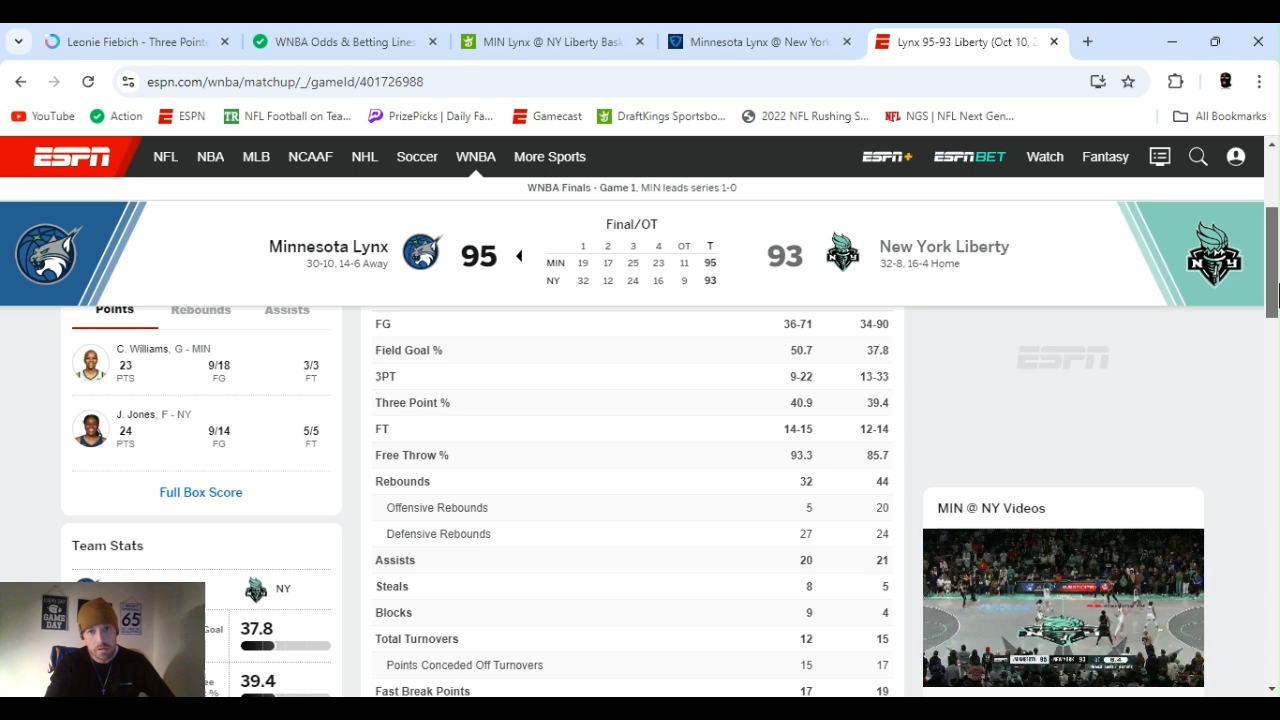 Leonie Fiebich - Three Pointe
WNBA Odds & Betting Lines
MIN Lynx @ NY Liberty Bask
Minnesota Lynx @ New York
Lynx 95-93 Liberty (Oct 10, 2
espn.com/wnba/matchup/_/gameId/401726988
YouTube
Action
ESPN
NFL Football on Tea...
PrizePicks | Daily Fa...
Gamecast
DraftKings Sportsbo...
2022 NFL Rushing S...
NGS | NFL Next Gen...
All Bookmarks
ESPN
NFL
NBA
MLB
NCAAF
NHL
Soccer
WNBA
More Sports
ESPN+
ESPN BET
Watch
Fantasy
WNBA Finals - Game 1, MIN leads series 1-0
Minnesota Lynx
30-10, 14-6 Away
95
Final/OT
1 2 3 4 OT T
MIN 19 17 25 23 11 95
NY 32 12 24 16 9 93
93
New York Liberty
32-8, 16-4 Home
Points Rebounds Assists
C. Williams, G - MIN
23 9/18 3/3
PTS FG FT
J. Jones, F - NY
24 9/14 5/5
PTS FG FT
Full Box Score
Team Stats
NY
Goal
37.8
%
39.4
FG 36-71 34-90
Field Goal % 50.7 37.8
3PT 9-22 13-33
Three Point % 40.9 39.4
FT 14-15 12-14
Free Throw % 93.3 85.7
Rebounds 32 44
Offensive Rebounds 5 20
Defensive Rebounds 27 24
Assists 20 21
Steals 8 5
Blocks 9 4
Total Turnovers 12 15
Points Conceded Off Turnovers 15 17
Fast Break Points 17 19
ESPN
MIN @ NY Videos
GAME
DAY
65